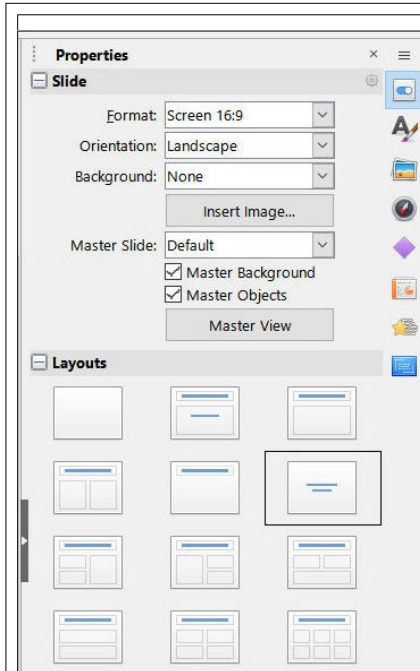 Properties
Slide
Format: Screen 16:9
Orientation: Landscape
Background: None
Insert Image...
Master Slide: Default
Master Background
Master Objects
Master View
Layouts